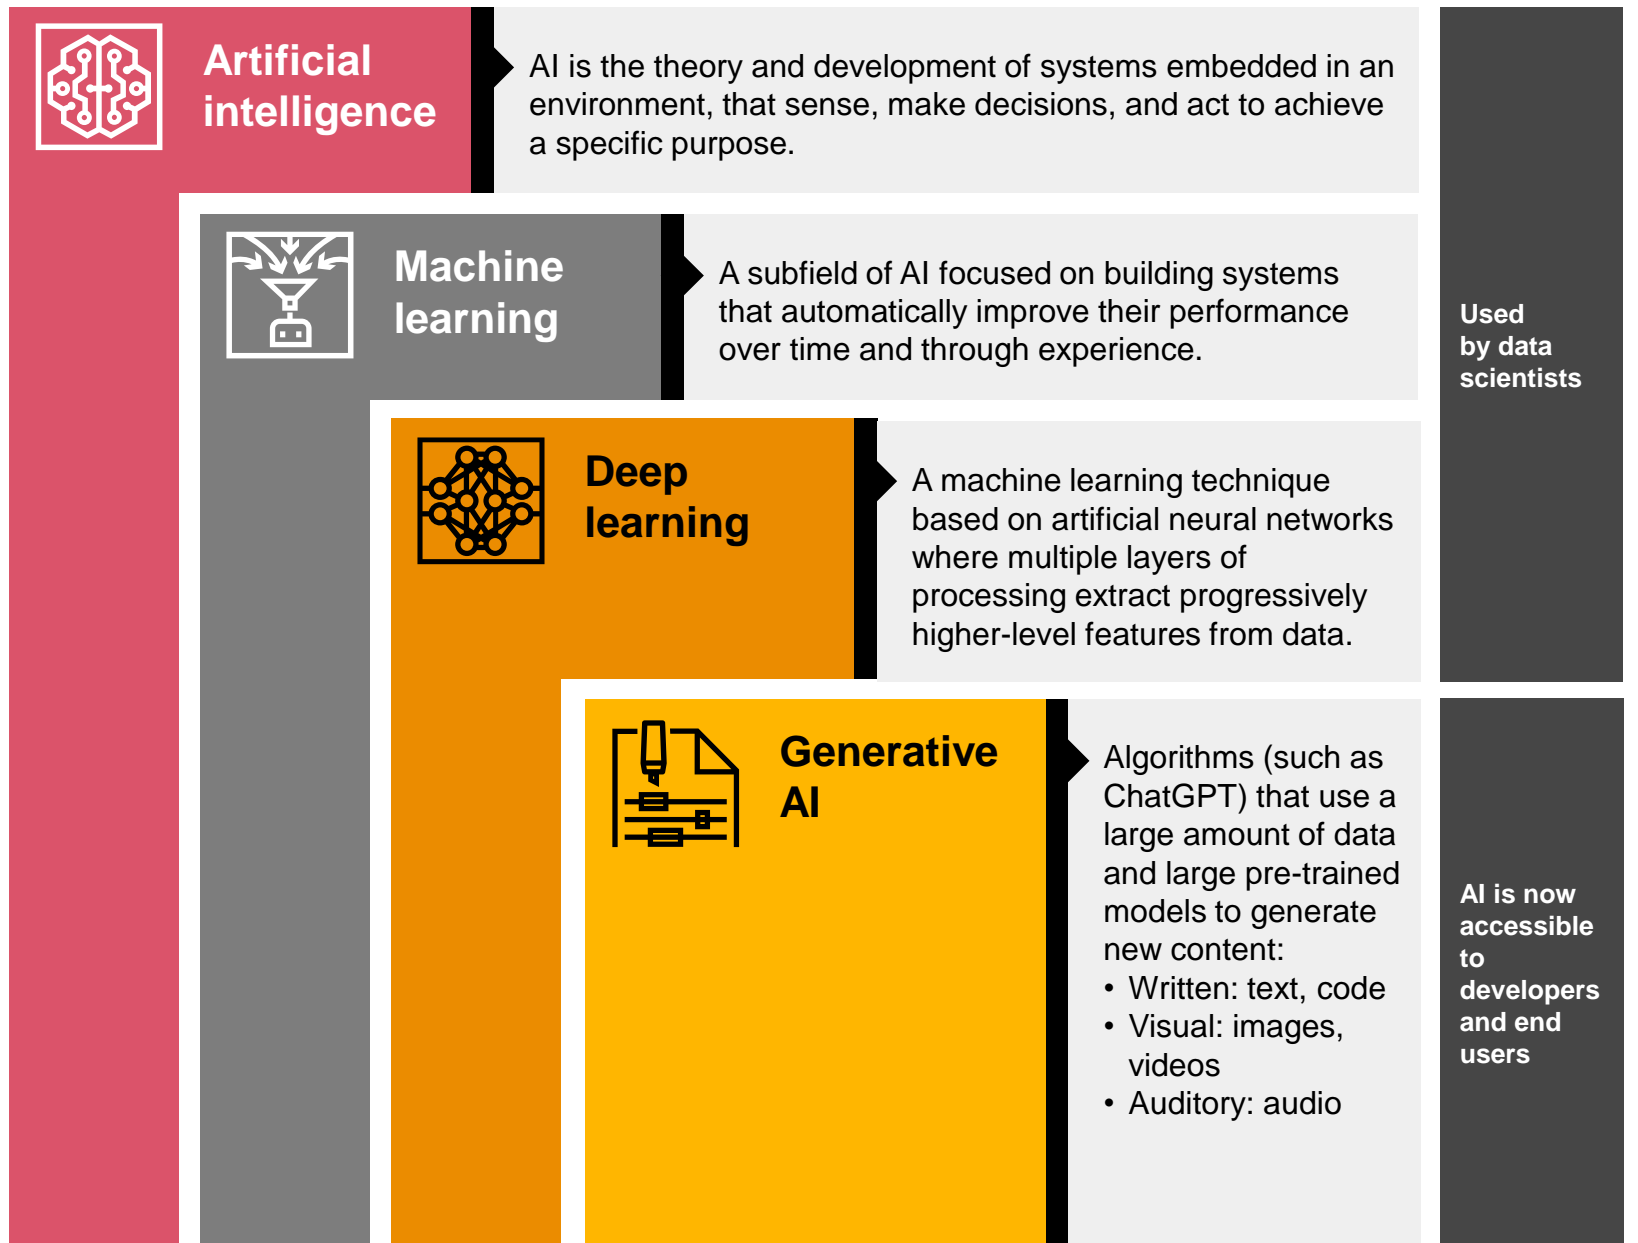 Artificial
intelligence
AI is the theory and development of systems embedded in an
environment, that sense, make decisions, and act to achieve
a specific purpose.
Machine
learning
A subfield of AI focused on building systems
that automatically improve their performance
over time and through experience.
Used
by data
scientists
Deep
learning
A machine learning technique
based on artificial neural networks
where multiple layers of
processing extract progressively
higher-level features from data.
Generative
AI
Algorithms (such as
ChatGPT) that use a
large amount of data
and large pre-trained
models to generate
new content:
• Written: text, code
• Visual: images,
videos
• Auditory: audio
AI is now
accessible
to
developers
and end
users